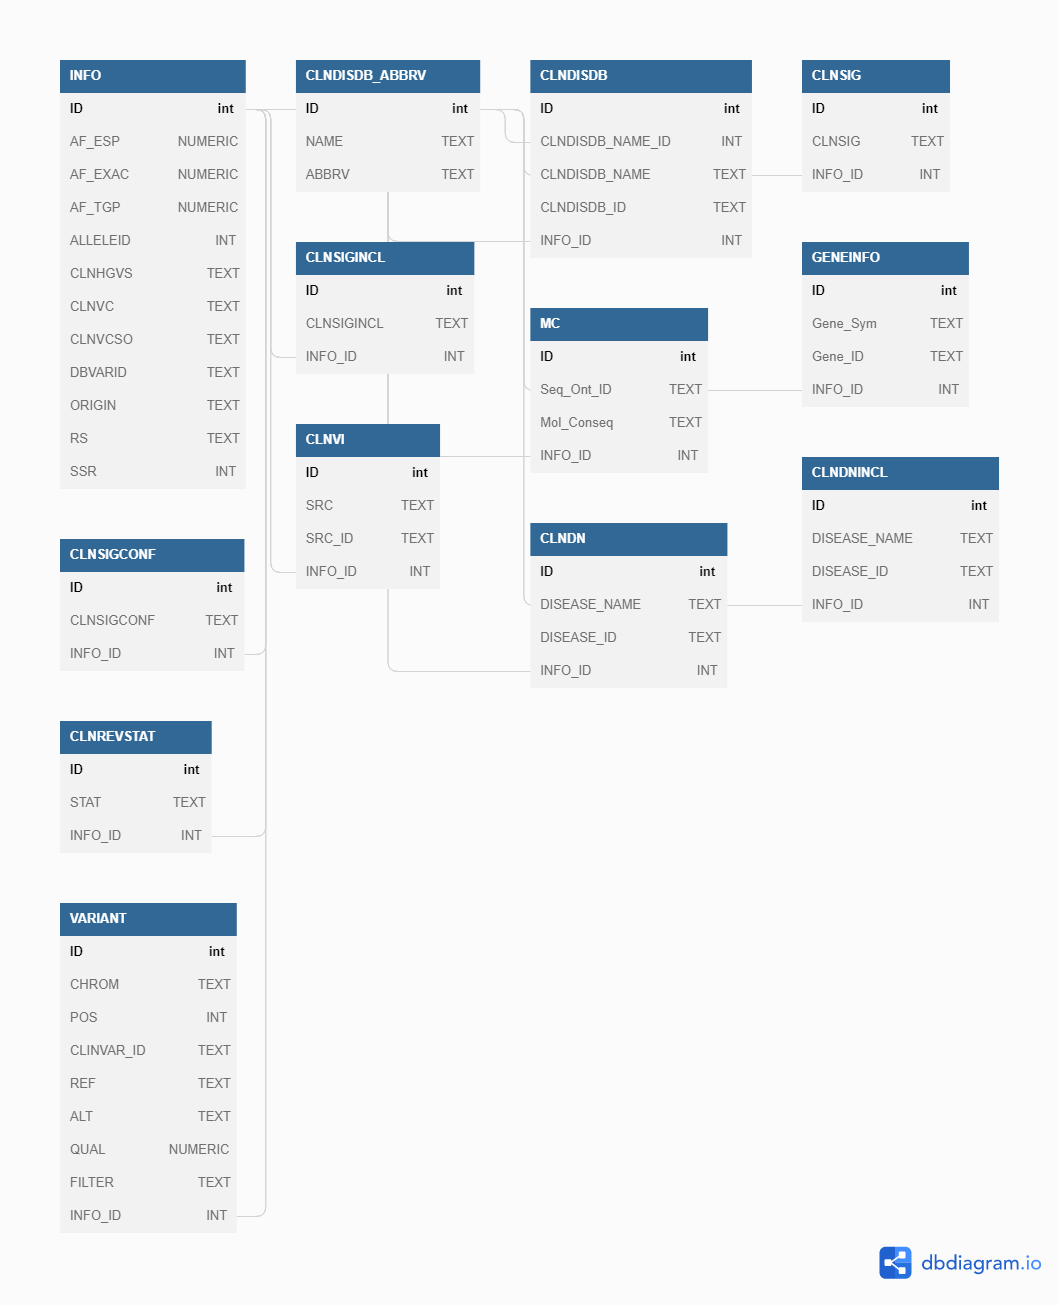 INFO
ID int
AF_ESP NUMERIC
AF_EXAC NUMERIC
AF_TGP NUMERIC
ALLELEID INT
CLNHGVS TEXT
CLNVC TEXT
CLNVCSO TEXT
DBVARID TEXT
ORIGIN TEXT
RS TEXT
SSR INT
CLNSIGCONF
ID int
CLNSIGCONF TEXT
INFO_ID INT
CLNREVSTAT
ID int
STAT TEXT
INFO_ID INT
VARIANT
ID int
CHROM TEXT
POS INT
CLINVAR_ID TEXT
REF TEXT
ALT TEXT
QUAL NUMERIC
FILTER TEXT
INFO_ID INT
CLNDISDB_ABBRV
ID int
NAME TEXT
ABBRV TEXT
CLNSIGINCL
ID int
CLNSIGINCL TEXT
INFO_ID INT
CLNVI
ID int
SRC TEXT
SRC_ID TEXT
INFO_ID INT
CLNDISDB
ID int
CLNDISDB_NAME_ID INT
CLNDISDB_NAME TEXT
CLNDISDB_ID TEXT
INFO_ID INT
MC
ID int
Seq_Ont_ID TEXT
Mol_Conseq TEXT
INFO_ID INT
CLNDN
ID int
DISEASE_NAME TEXT
DISEASE_ID TEXT
INFO_ID INT
CLNSIG
ID int
CLNSIG TEXT
INFO_ID INT
GENEINFO
ID int
Gene_Sym TEXT
Gene_ID TEXT
INFO_ID INT
CLNDNINCL
ID int
DISEASE_NAME TEXT
DISEASE_ID TEXT
INFO_ID INT
dbdiagram.io